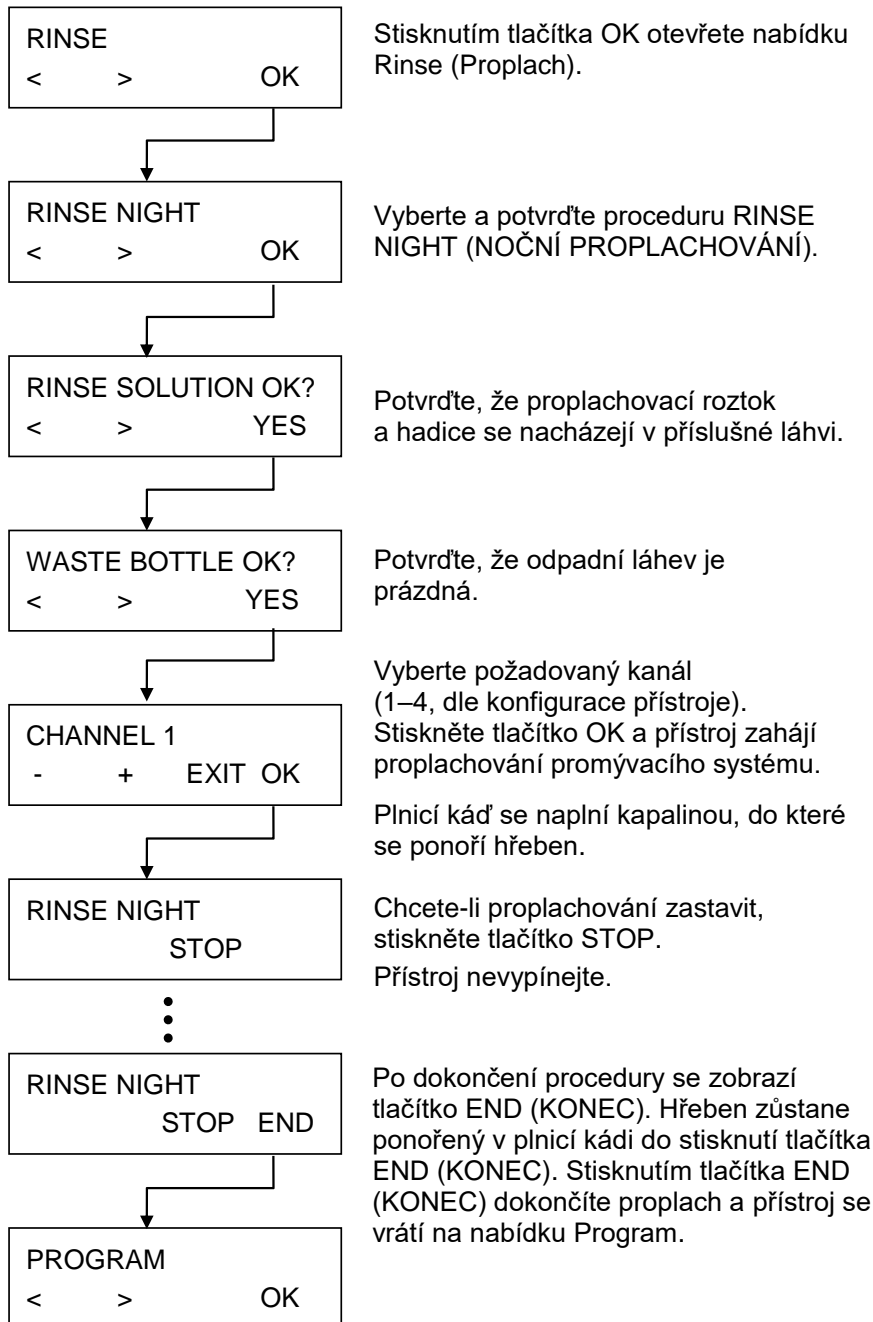 RINSE
< > OK
Stisknutím tlačítka OK otevřete nabídku
Rinse (Proplach).
RINSE NIGHT
< > OK
Vyberte a potvrďte proceduru RINSE
NIGHT (NOČNÍ PROPLACHOVÁNÍ).
RINSE SOLUTION OK?
< > YES
Potvrďte, že proplachovací roztok
a hadice se nacházejí v příslušné láhvi.
WASTE BOTTLE OK?
< > YES
Potvrďte, že odpadní láhev je
prázdná.
CHANNEL 1
- + EXIT OK
Vyberte požadovaný kanál
(1–4, dle konfigurace přístroje).
Stiskněte tlačítko OK a přístroj zahájí
proplachování promývacího systému.
Plnicí káď se naplní kapalinou, do které
se ponoří hřeben.
RINSE NIGHT
STOP
Chcete-li proplachování zastavit,
stiskněte tlačítko STOP.
Přístroj nevypínejte.
RINSE NIGHT
STOP END
Po dokončení procedury se zobrazí
tlačítko END (KONEC). Hřeben zůstane
ponořený v plnicí kádi do stisknutí tlačítka
END (KONEC). Stisknutím tlačítka END
(KONEC) dokončíte proplach a přístroj se
vrátí na nabídku Program.
PROGRAM
< > OK